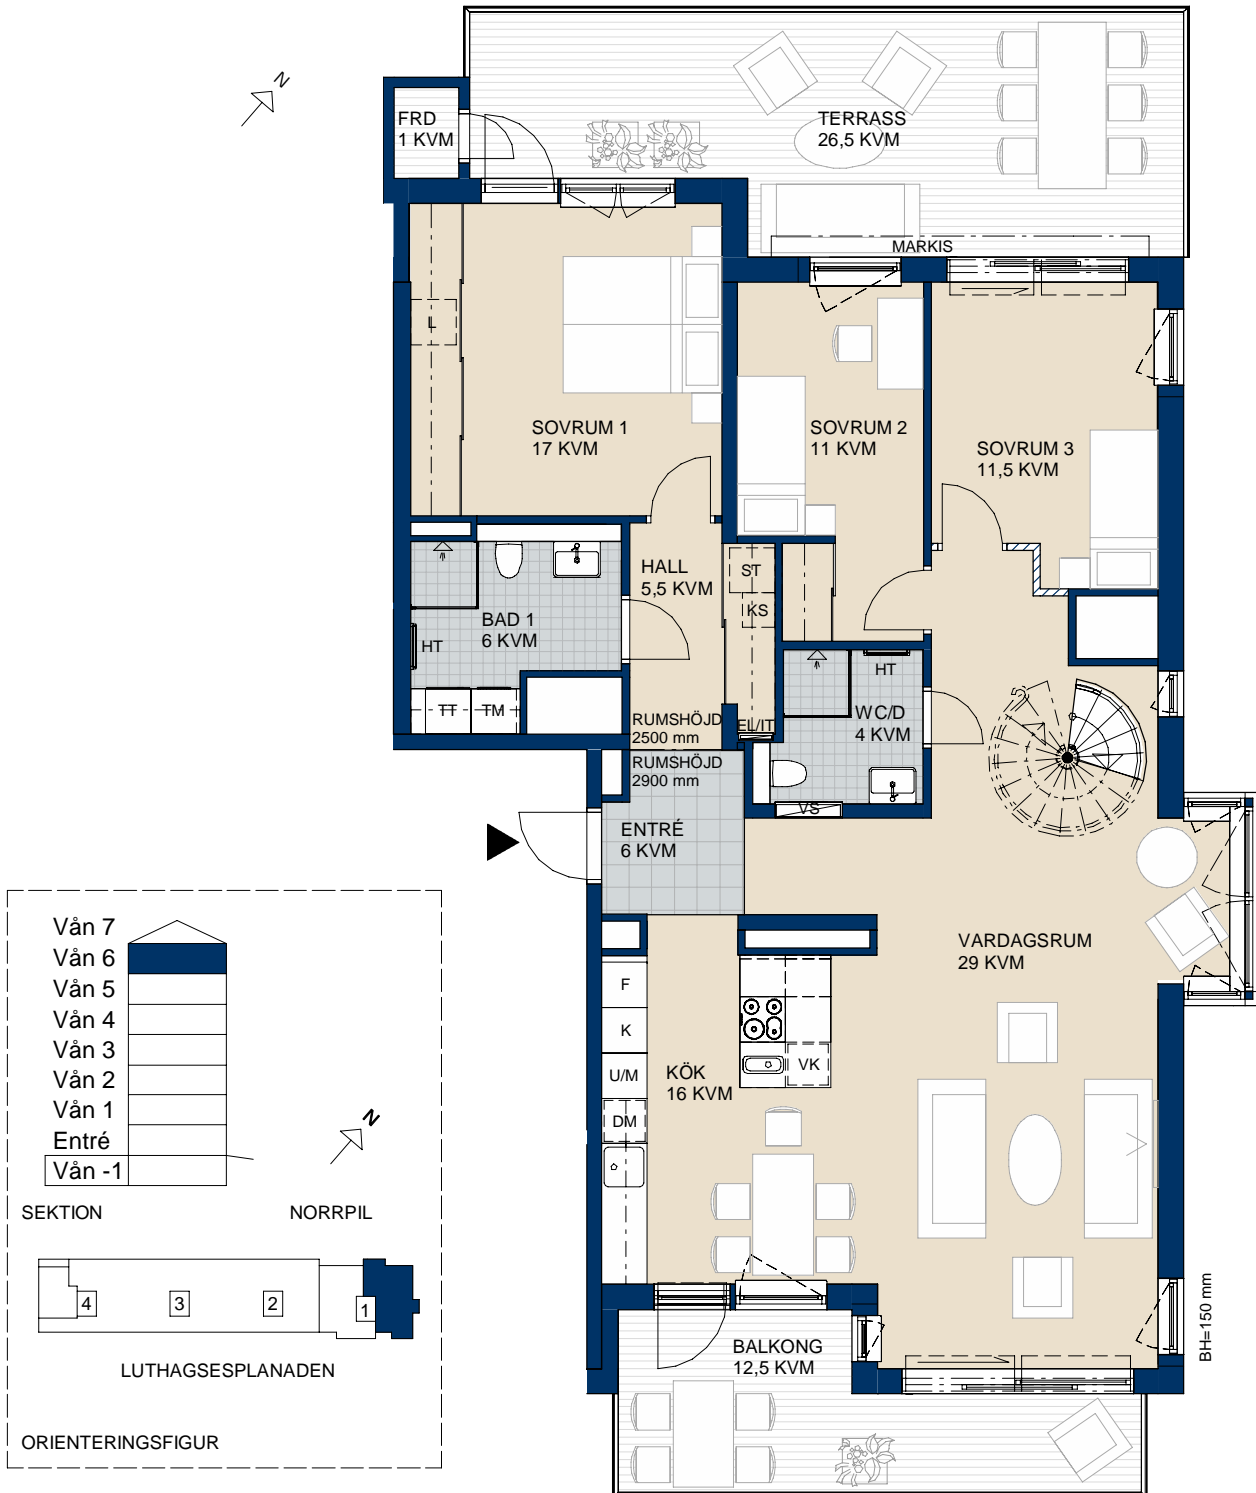 N
FRD
1 KVM
TERRASS
26,5 KVM
MARKIS
L
SOVRUM 1
17 KVM
SOVRUM 2
11 KVM
SOVRUM 3
11,5 KVM
HALL
5,5 KVM
ST
KS
BAD 1
6 KVM
HT
HT
TT
TM
RUMSHÖJD
2500 mm
EL/IT
WC/D
4 KVM
RUMSHÖJD
2900 mm
VS
ENTRÉ
6 KVM
VARDAGSRUM
29 KVM
F
K
U/M
DM
VK
KÖK
16 KVM
BALKONG
12,5 KVM
BH=150 mm
Vån 7
Vån 6
Vån 5
Vån 4
Vån 3
Vån 2
Vån 1
Entré
Vån -1
N
SEKTION
NORRPIL
4
3
2
1
LUTHAGSESPLANADEN
ORIENTERINGSFIGUR